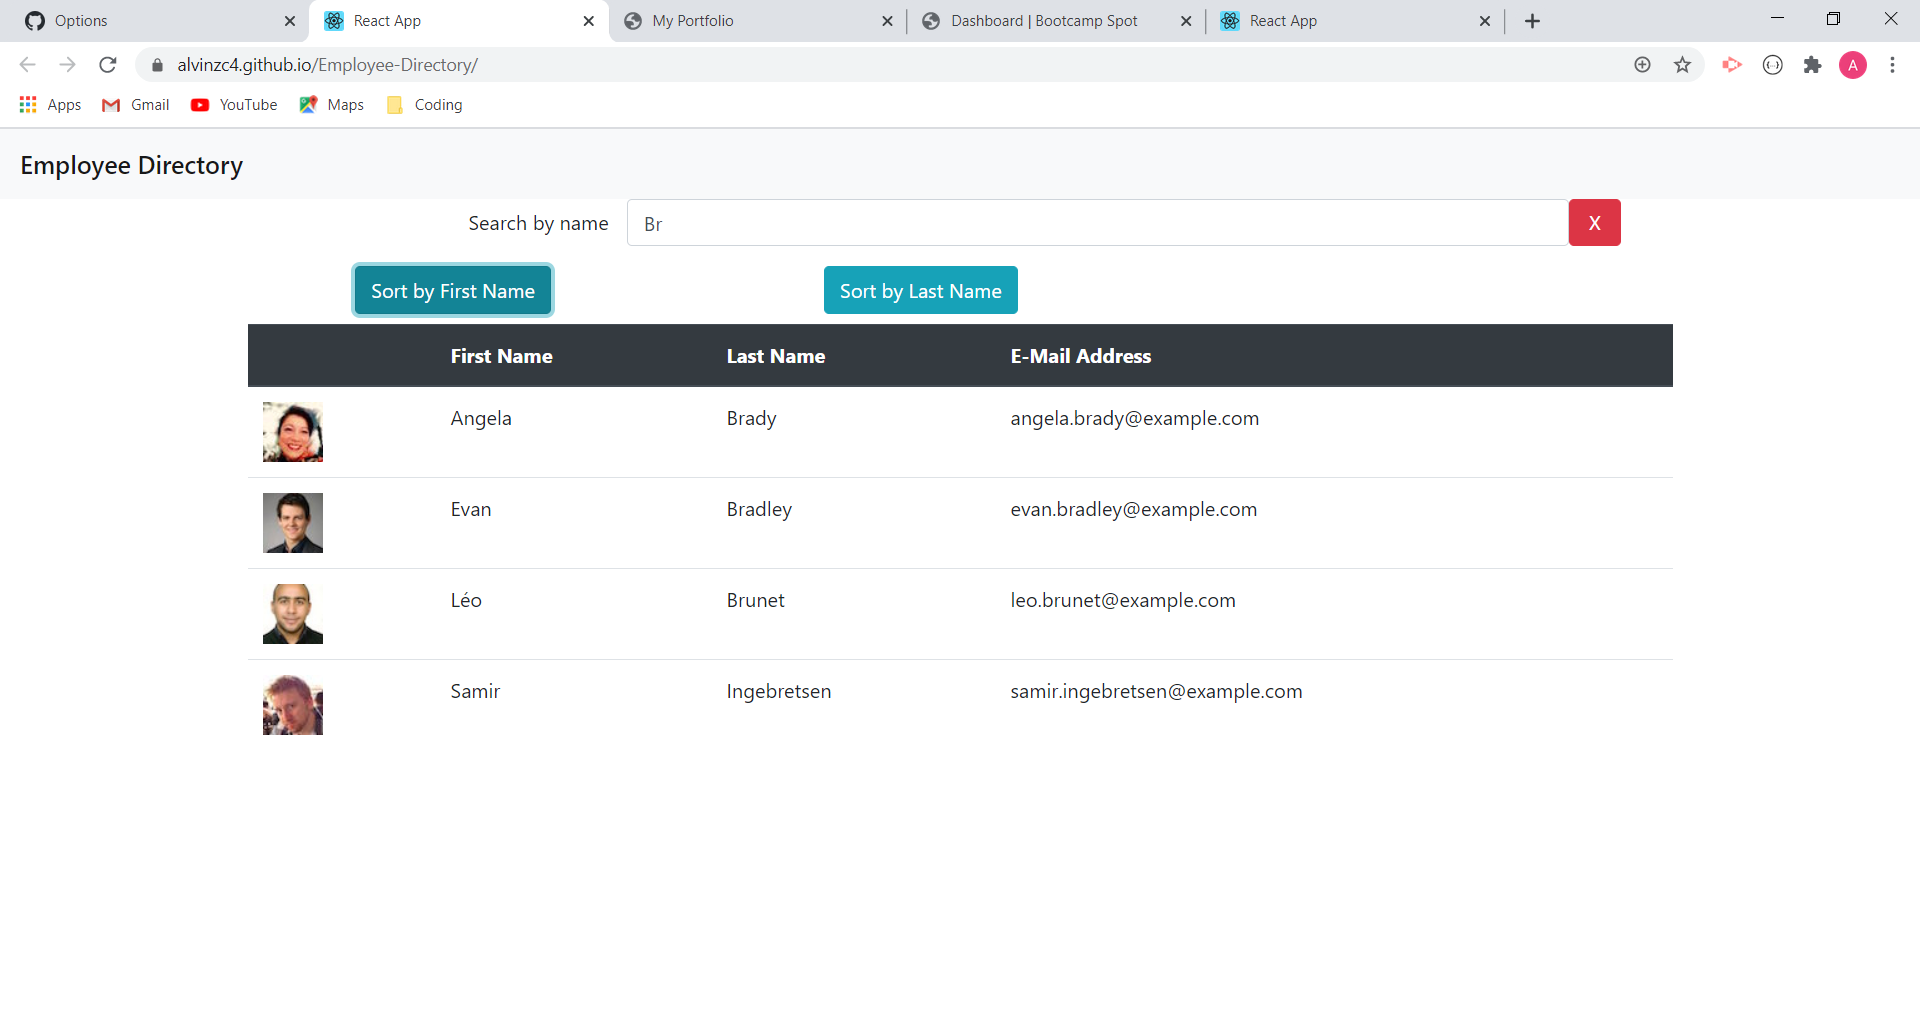 Options React App My Portfolio Dashboard | Bootcamp Spot React App
alvinzc4.github.io/Employee-Directory/ A
Apps Gmail YouTube Maps Coding
Employee Directory
Search by name Br X
Sort by First Name Sort by Last Name
First Name Last Name E-Mail Address
Angela Brady angela.brady@example.com
Evan Bradley evan.bradley@example.com
Léo Brunet leo.brunet@example.com
Samir Ingebretsen samir.ingebretsen@example.com